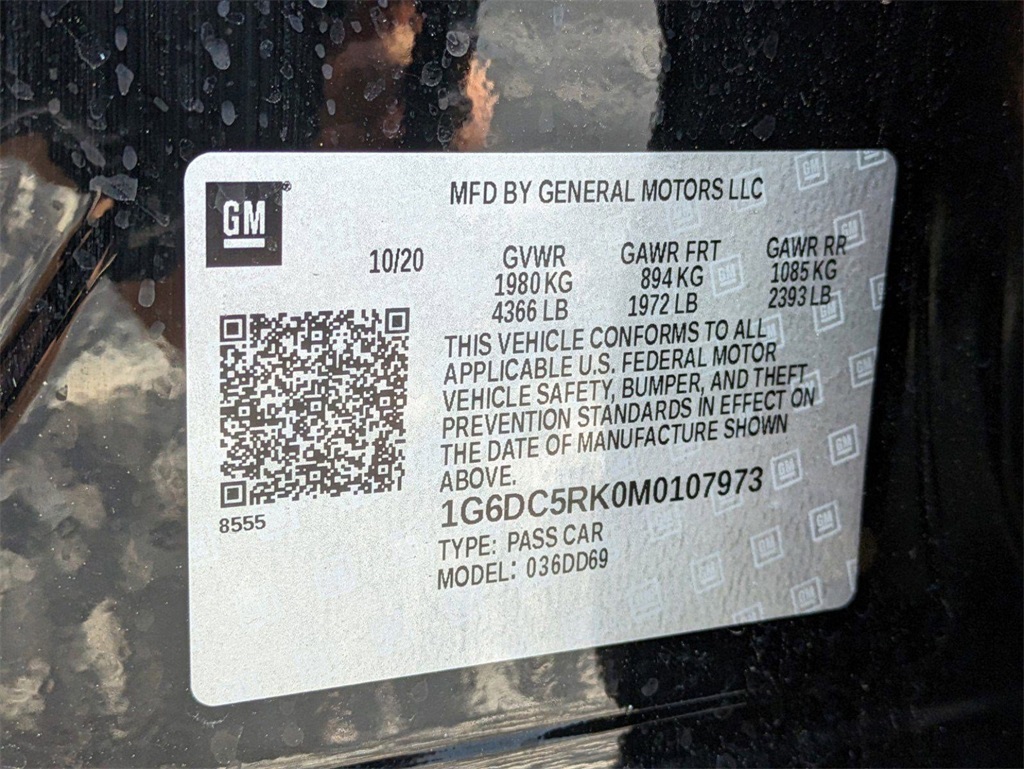 GM
MFD BY GENERAL MOTORS LLC
10/20
GVWR
1980 KG
4366 LB
GAWR FRT
894 KG
1972 LB
GAWR RR
1085 KG
2393 LB
THIS VEHICLE CONFORMS TO ALL
APPLICABLE U.S. FEDERAL MOTOR
VEHICLE SAFETY, BUMPER, AND THEFT
PREVENTION STANDARDS IN EFFECT ON
THE DATE OF MANUFACTURE SHOWN
ABOVE.
1G6DC5RK0M0107973
8555
TYPE: PASS CAR
MODEL: 036DD69